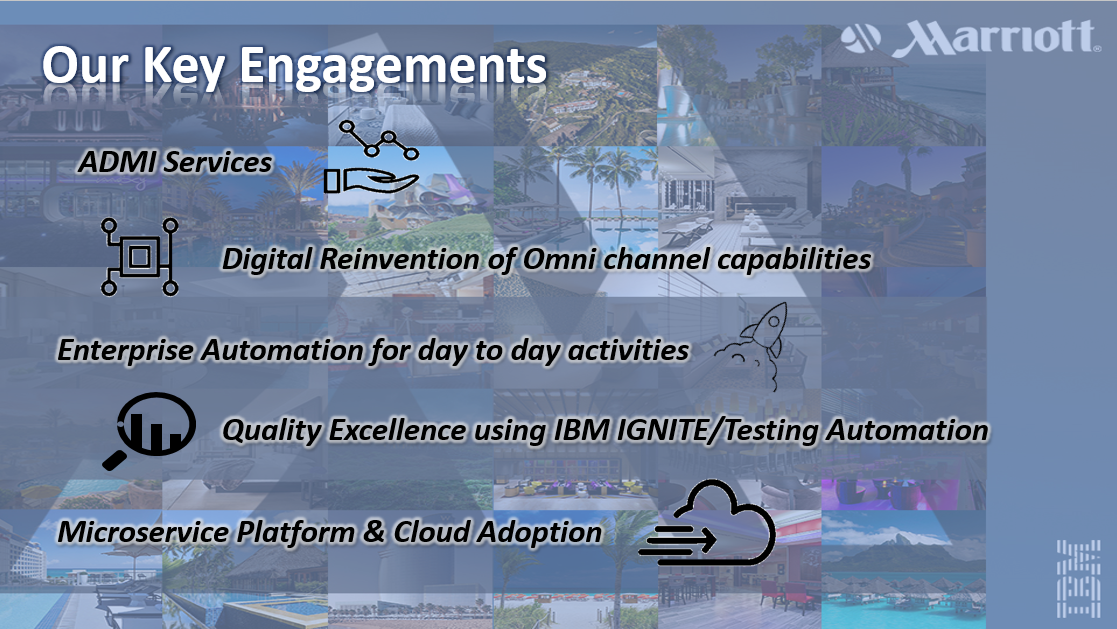 Marriott®
Our Key Engagements
ADMI Services
Digital Reinvention of Omni channel capabilities
Enterprise Automation for day to day activities
Quality Excellence using IBM IGNITE/Testing Automation
Microservice Platform & Cloud Adoption
IBM